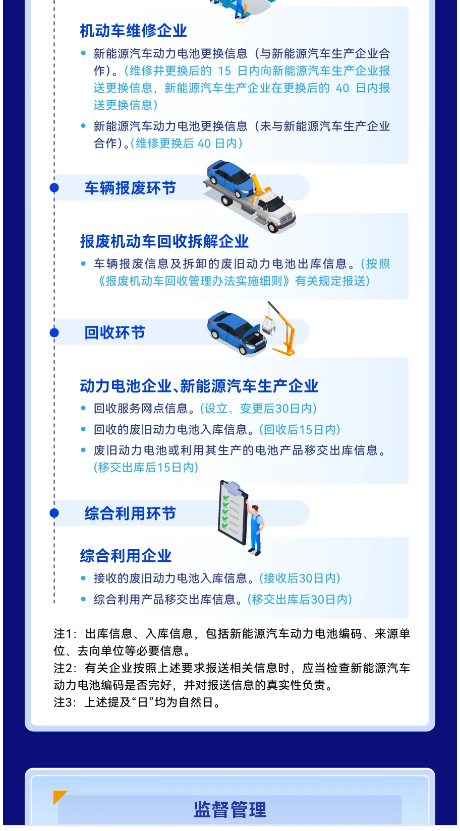 机动车维修企业
新能源汽车动力电池更换信息（与新能源汽车生产企业合
作）。（维修并更换后的 15 日内向新能源汽车生产企业报
送更换信息，新能源汽车生产企业在更换后的 40 日内报
送更换信息）
新能源汽车动力电池更换信息（未与新能源汽车生产企业
合作）。（维修更换后 40 日内）
车辆报废环节
报废机动车回收拆解企业
车辆报废信息及拆卸的废旧动力电池出库信息。（按照
《报废机动车回收管理办法实施细则》有关规定报送）
回收环节
动力电池企业、新能源汽车生产企业
回收服务网点信息。（设立、变更后30日内）
回收的废旧动力电池入库信息。（回收后15日内）
废旧动力电池或利用其生产的电池产品移交出库信息。
（移交出库后15日内）
综合利用环节
综合利用企业
接收的废旧动力电池入库信息。（接收后30日内）
综合利用产品移交出库信息。（移交出库后30日内）
注1：出库信息、入库信息，包括新能源汽车动力电池编码、来源单
位、去向单位等必要信息。
注2：有关企业按照上述要求报送相关信息时，应当检查新能源汽车
动力电池编码是否完好，并对报送信息的真实性负责。
注3：上述提及“日”均为自然日。
监督管理